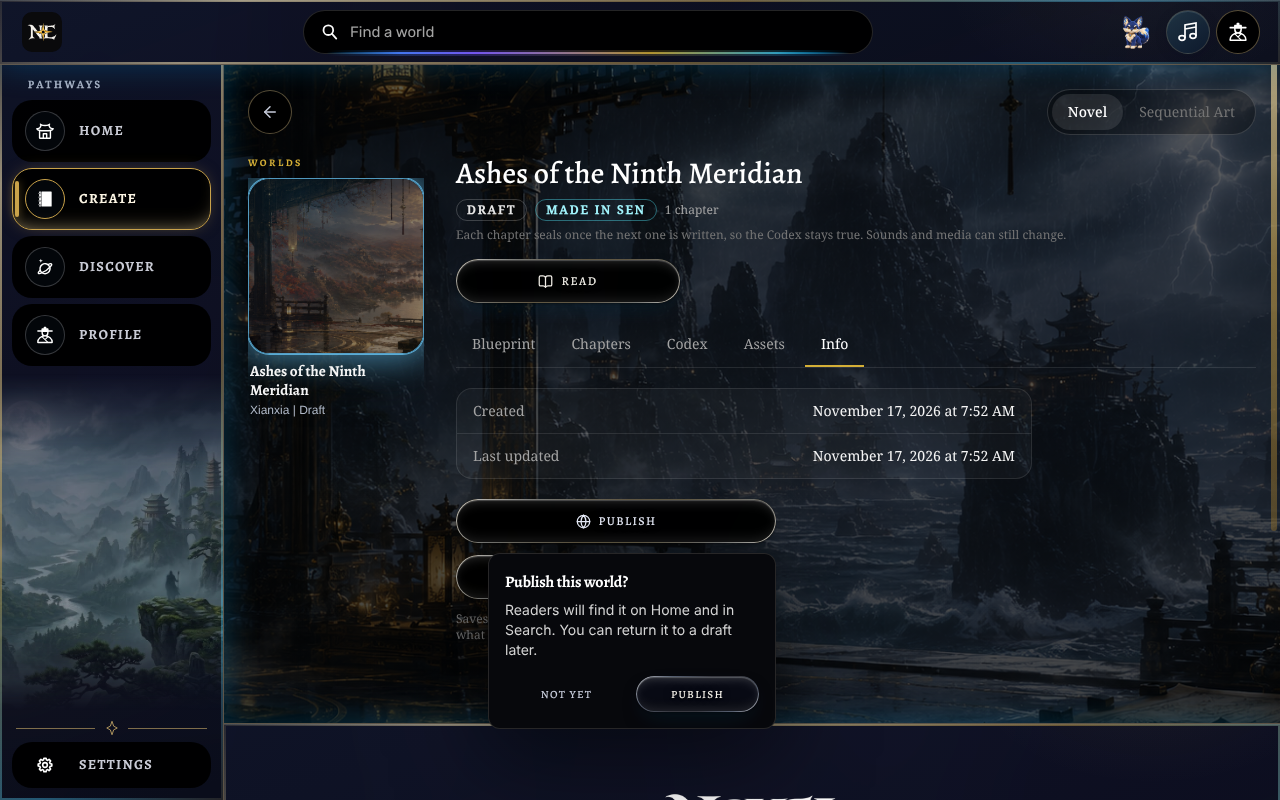 NE
Find a world
PATHWAYS
HOME
CREATE
DISCOVER
PROFILE
SETTINGS
Novel
Sequential Art
WORLDS
Ashes of the Ninth
Meridian
Xianxia | Draft
Ashes of the Ninth Meridian
DRAFT
MADE IN SEN
1 chapter
Each chapter seals once the next one is written, so the Codex stays true. Sounds and media can still change.
READ
Blueprint
Chapters
Codex
Assets
Info
Created
November 17, 2026 at 7:52 AM
Last updated
November 17, 2026 at 7:52 AM
PUBLISH
Saves
what
Publish this world?
Readers will find it on Home and in
Search. You can return it to a draft
later.
NOT YET
PUBLISH